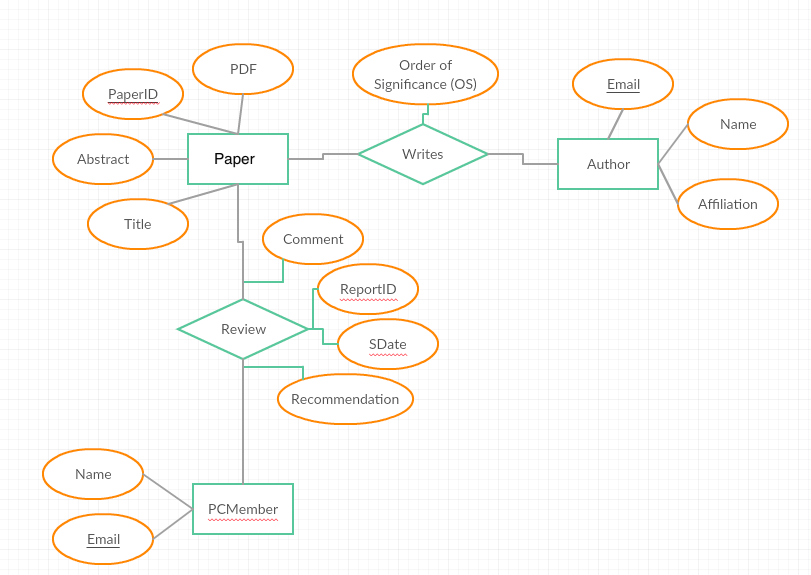 PDF
PaperID
Order of
Significance (OS)
Email
Name
Abstract
Paper
Writes
Author
Affiliation
Title
Comment
ReportID
Review
SDate
Recommendation
Name
PCMember
Email